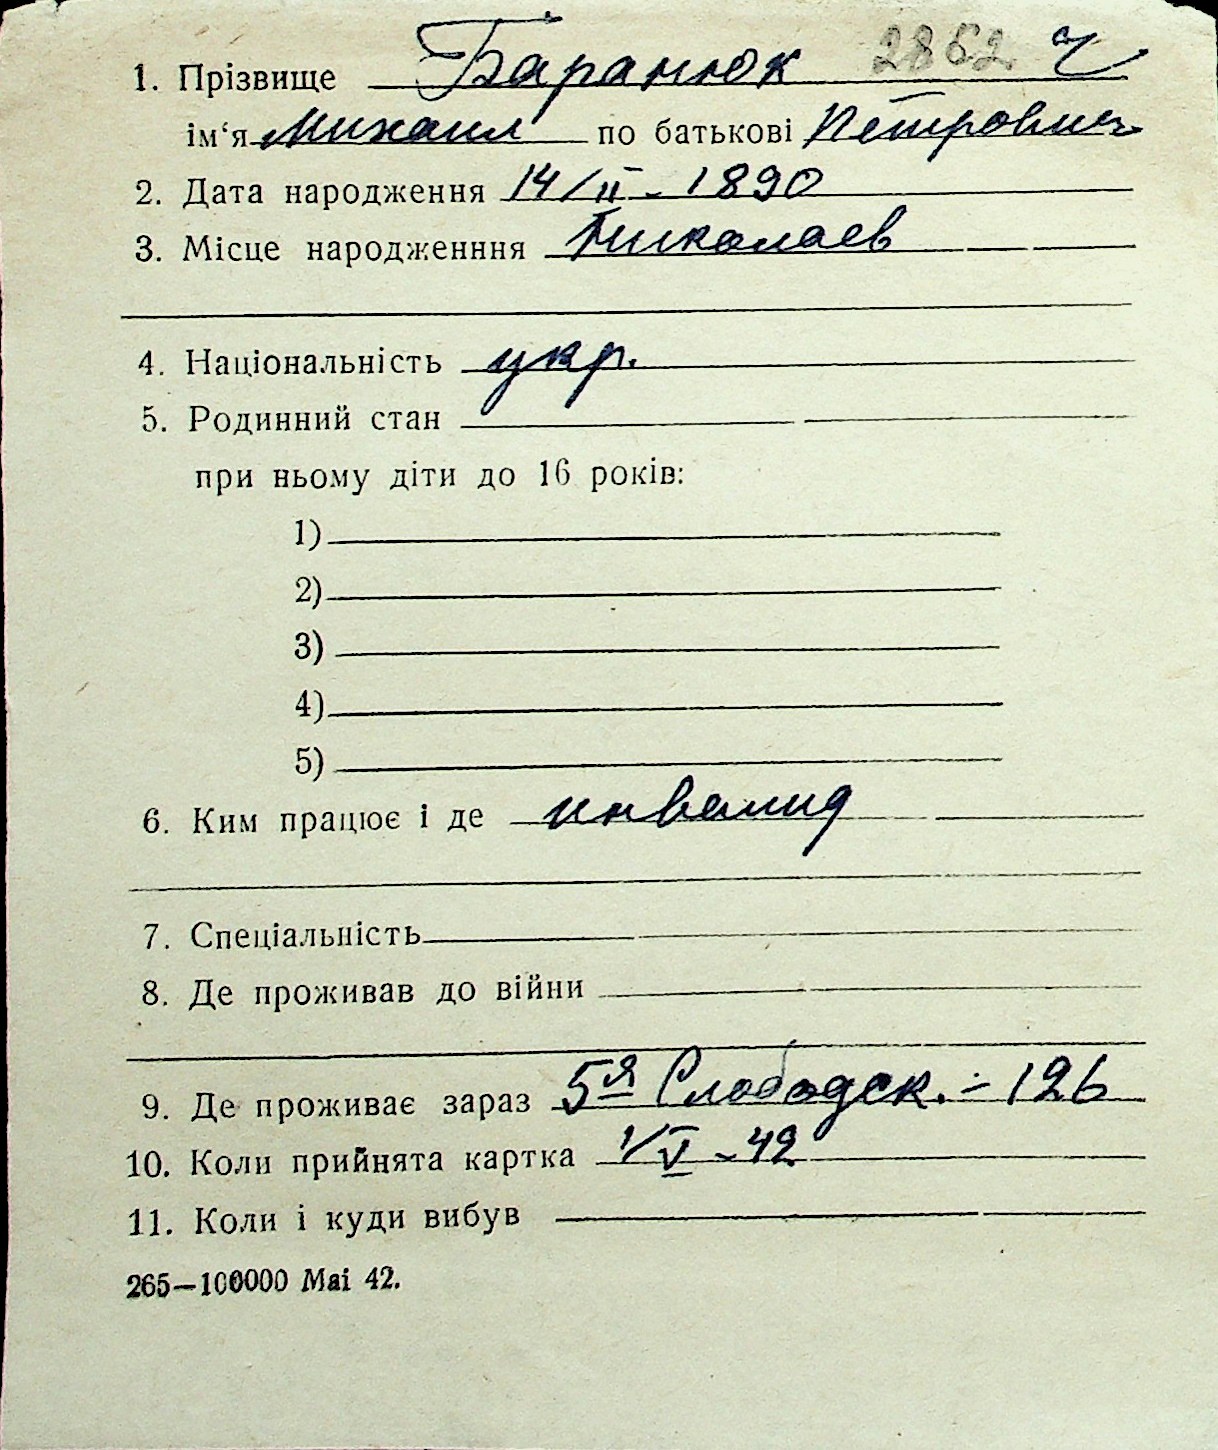 1. Прізвище Баранюк 2862 Ч
ім‘я Михаил по батькові Петрович
2. Дата народження 14/II - 1890
3. Місце народженння Николаев
4. Національність укр.
5. Родинний стан
при ньому діти до 16 років:
1)
2)
3)
4)
5)
6. Ким працює і де инвалид
7. Спеціальність
8. Де проживав до війни
9. Де проживає зараз 5я Слободск. - 126
10. Коли прийнята картка 1/V - 42
11. Коли і куди вибув
265—100000 Mai 42.